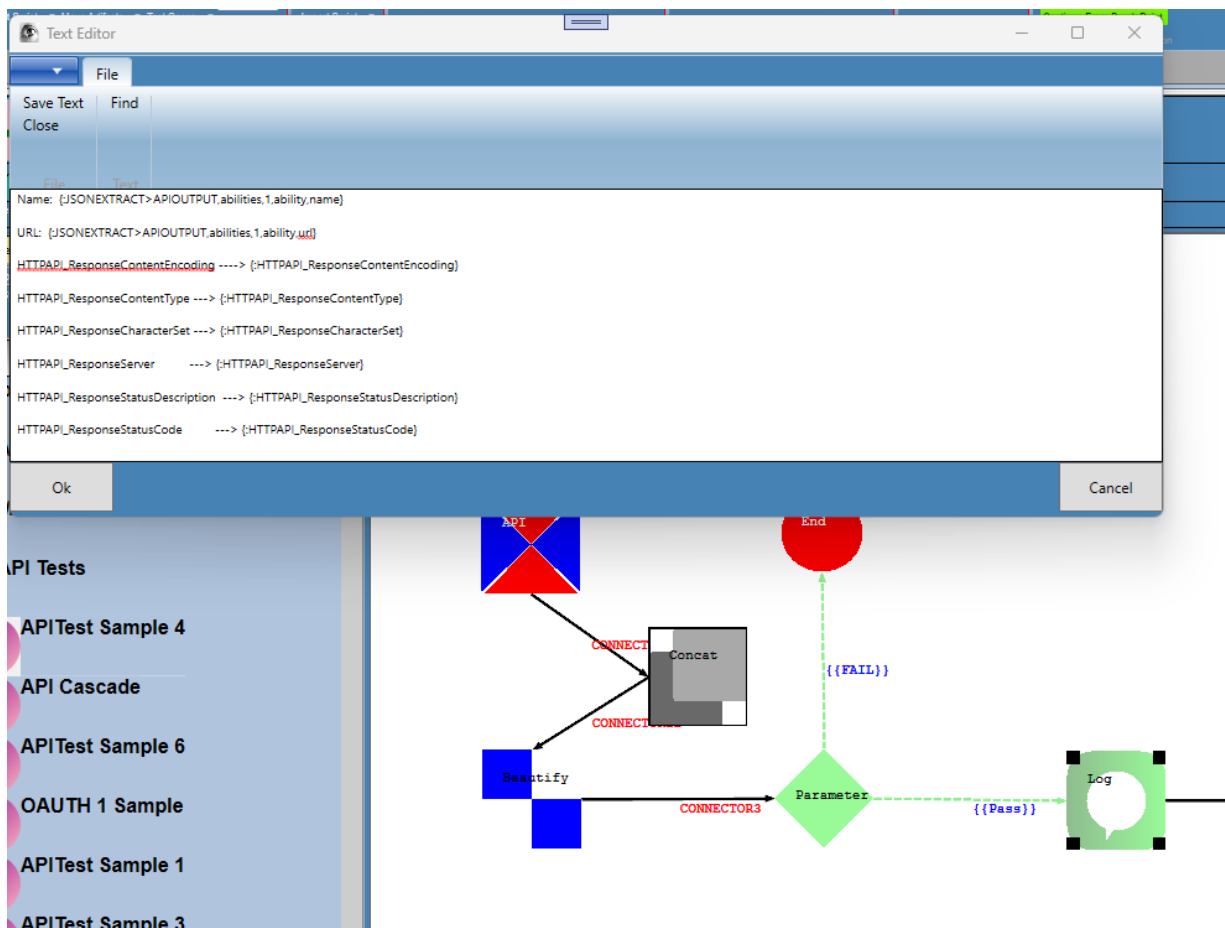 Text Editor
File
Save Text
Find
Close
File
Text
Name:  {:JSONEXTRACT>APIOUTPUT,abilities,1,ability,name}
URL:  {:JSONEXTRACT>APIOUTPUT,abilities,1,ability,url}
HTTPAPI_ResponseContentEncoding ----> {:HTTPAPI_ResponseContentEncoding}
HTTPAPI_ResponseContentType ---> {:HTTPAPI_ResponseContentType}
HTTPAPI_ResponseCharacterSet ---> {:HTTPAPI_ResponseCharacterSet}
HTTPAPI_ResponseServer ---> {:HTTPAPI_ResponseServer}
HTTPAPI_ResponseStatusDescription ---> {:HTTPAPI_ResponseStatusDescription}
HTTPAPI_ResponseStatusCode ---> {:HTTPAPI_ResponseStatusCode}
Ok
Cancel
API
End
API Tests
APITest Sample 4
API Cascade
APITest Sample 6
OAUTH 1 Sample
APITest Sample 1
APITest Sample 3
CONNECT
Concat
{{FAIL}}
CONNECT
Beautify
Parameter
Log
CONNECTOR3
{{Pass}}